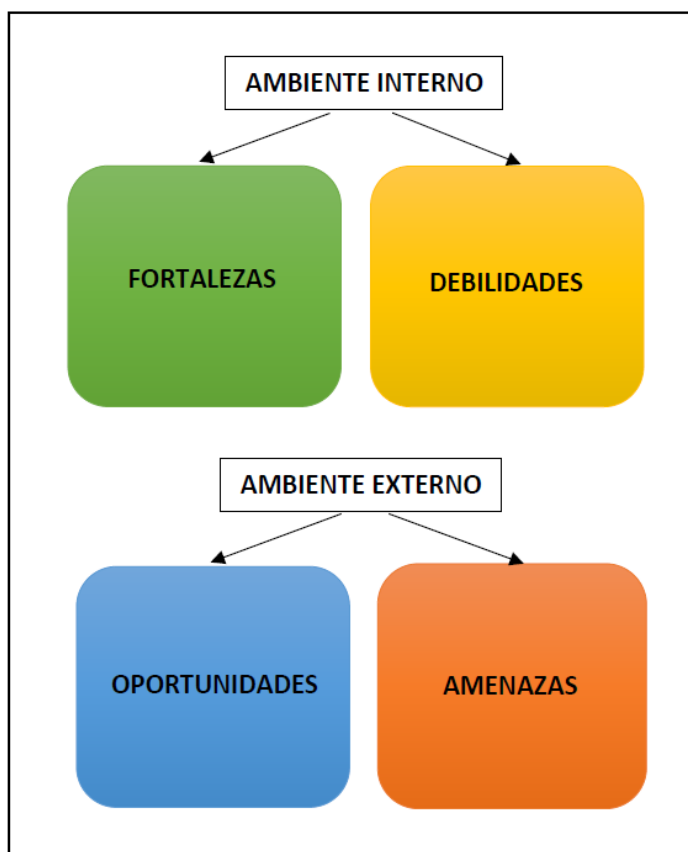 AMBIENTE INTERNO
FORTALEZAS
DEBILIDADES
AMBIENTE EXTERNO
OPORTUNIDADES
AMENAZAS